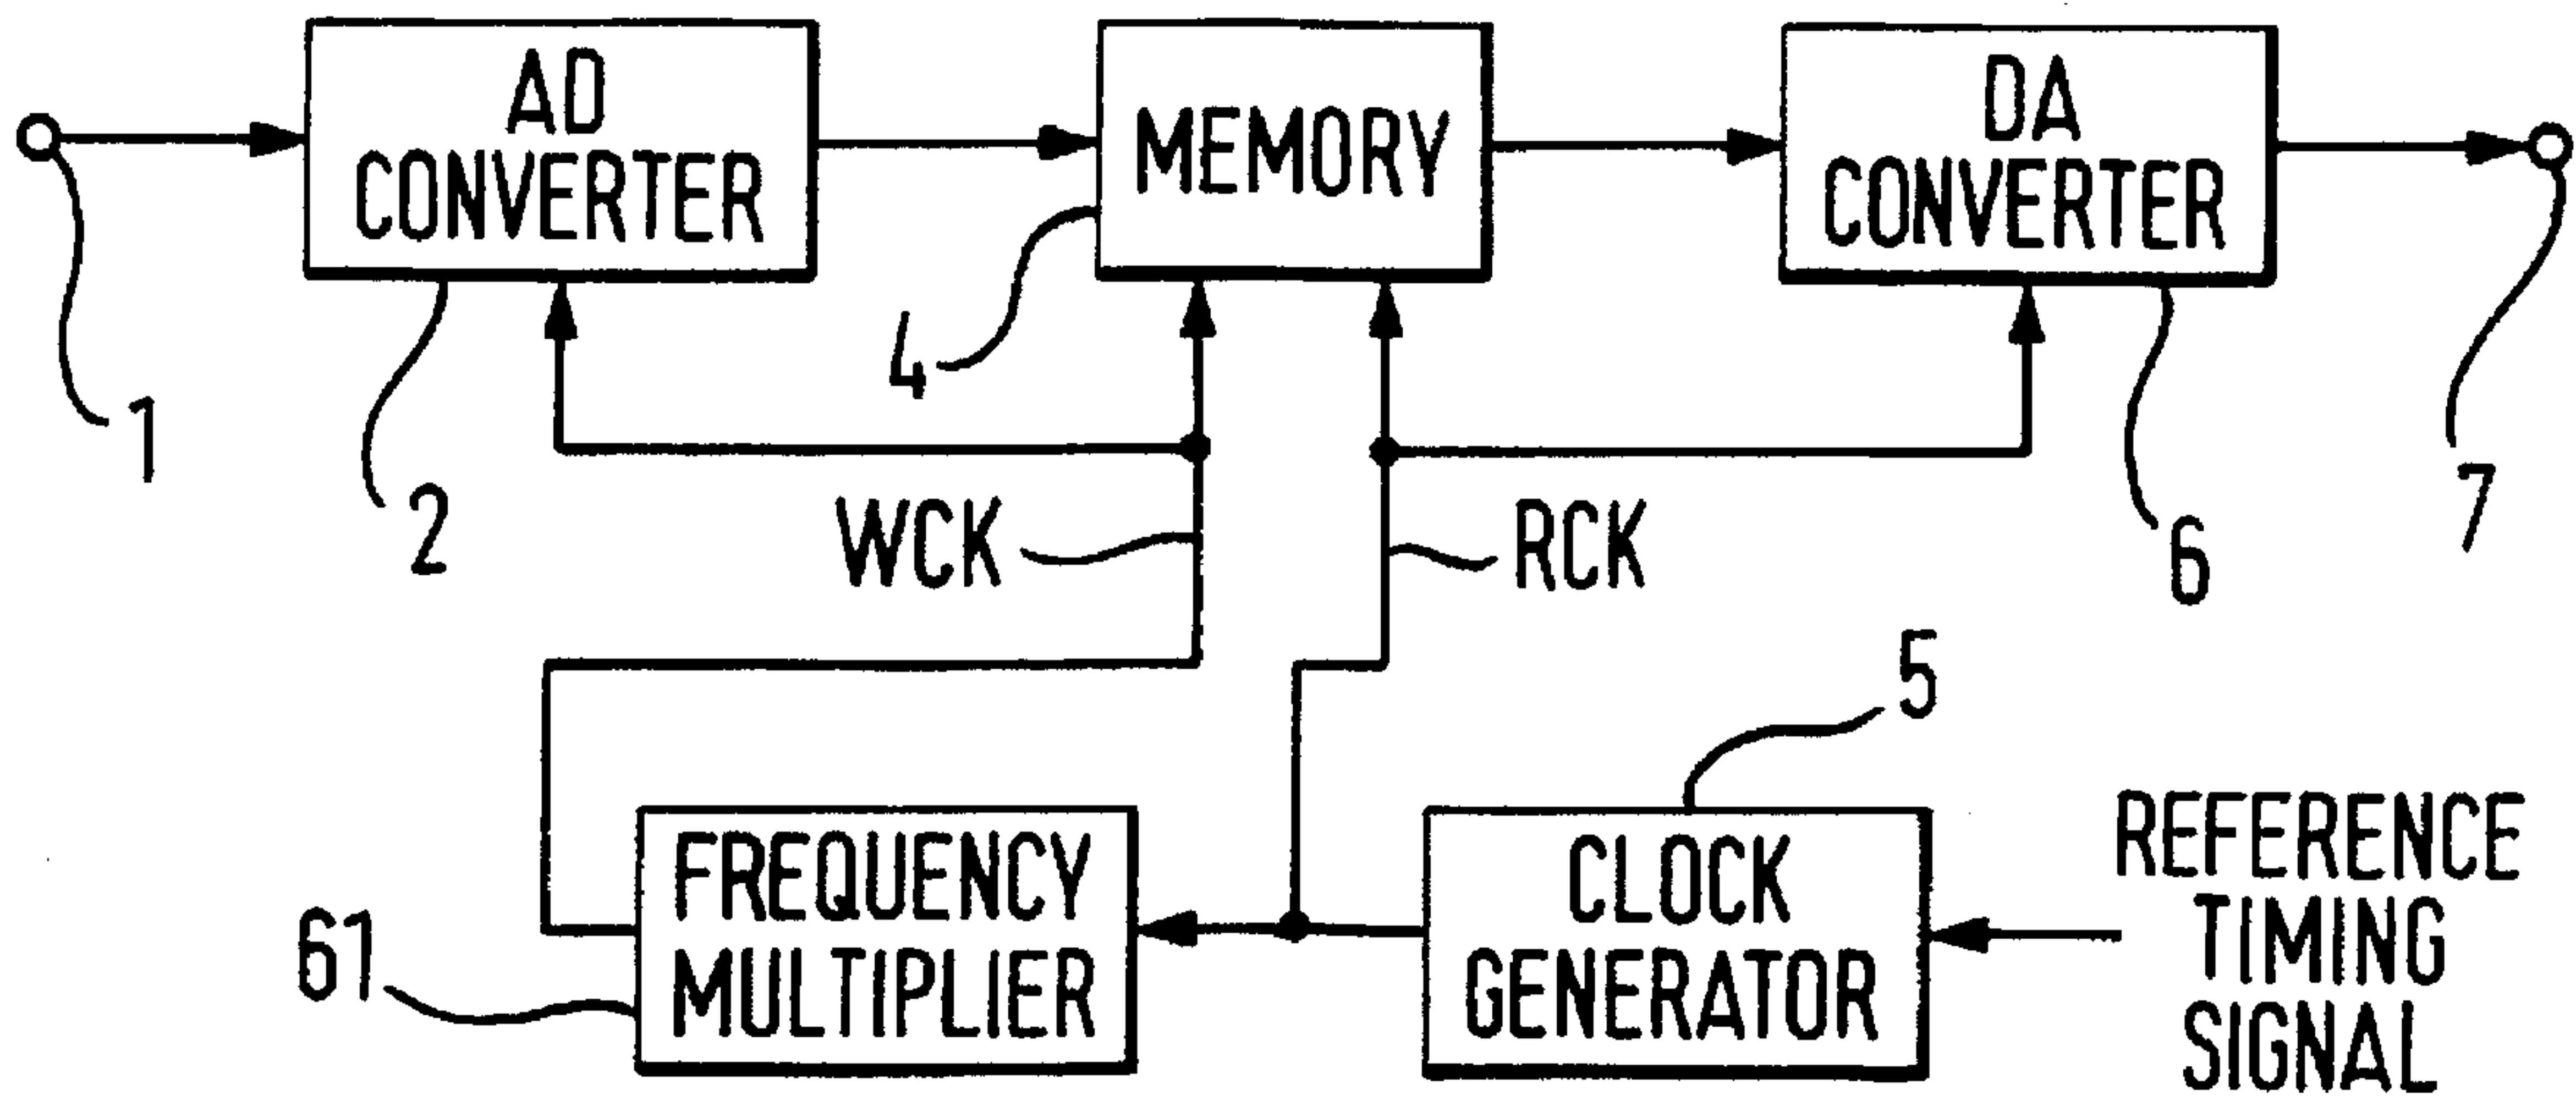 AD
CONVERTER
MEMORY
DA
CONVERTER
1
2
4
WCK
RCK
6
7
5
61
FREQUENCY
MULTIPLIER
CLOCK
GENERATOR
REFERENCE
TIMING
SIGNAL